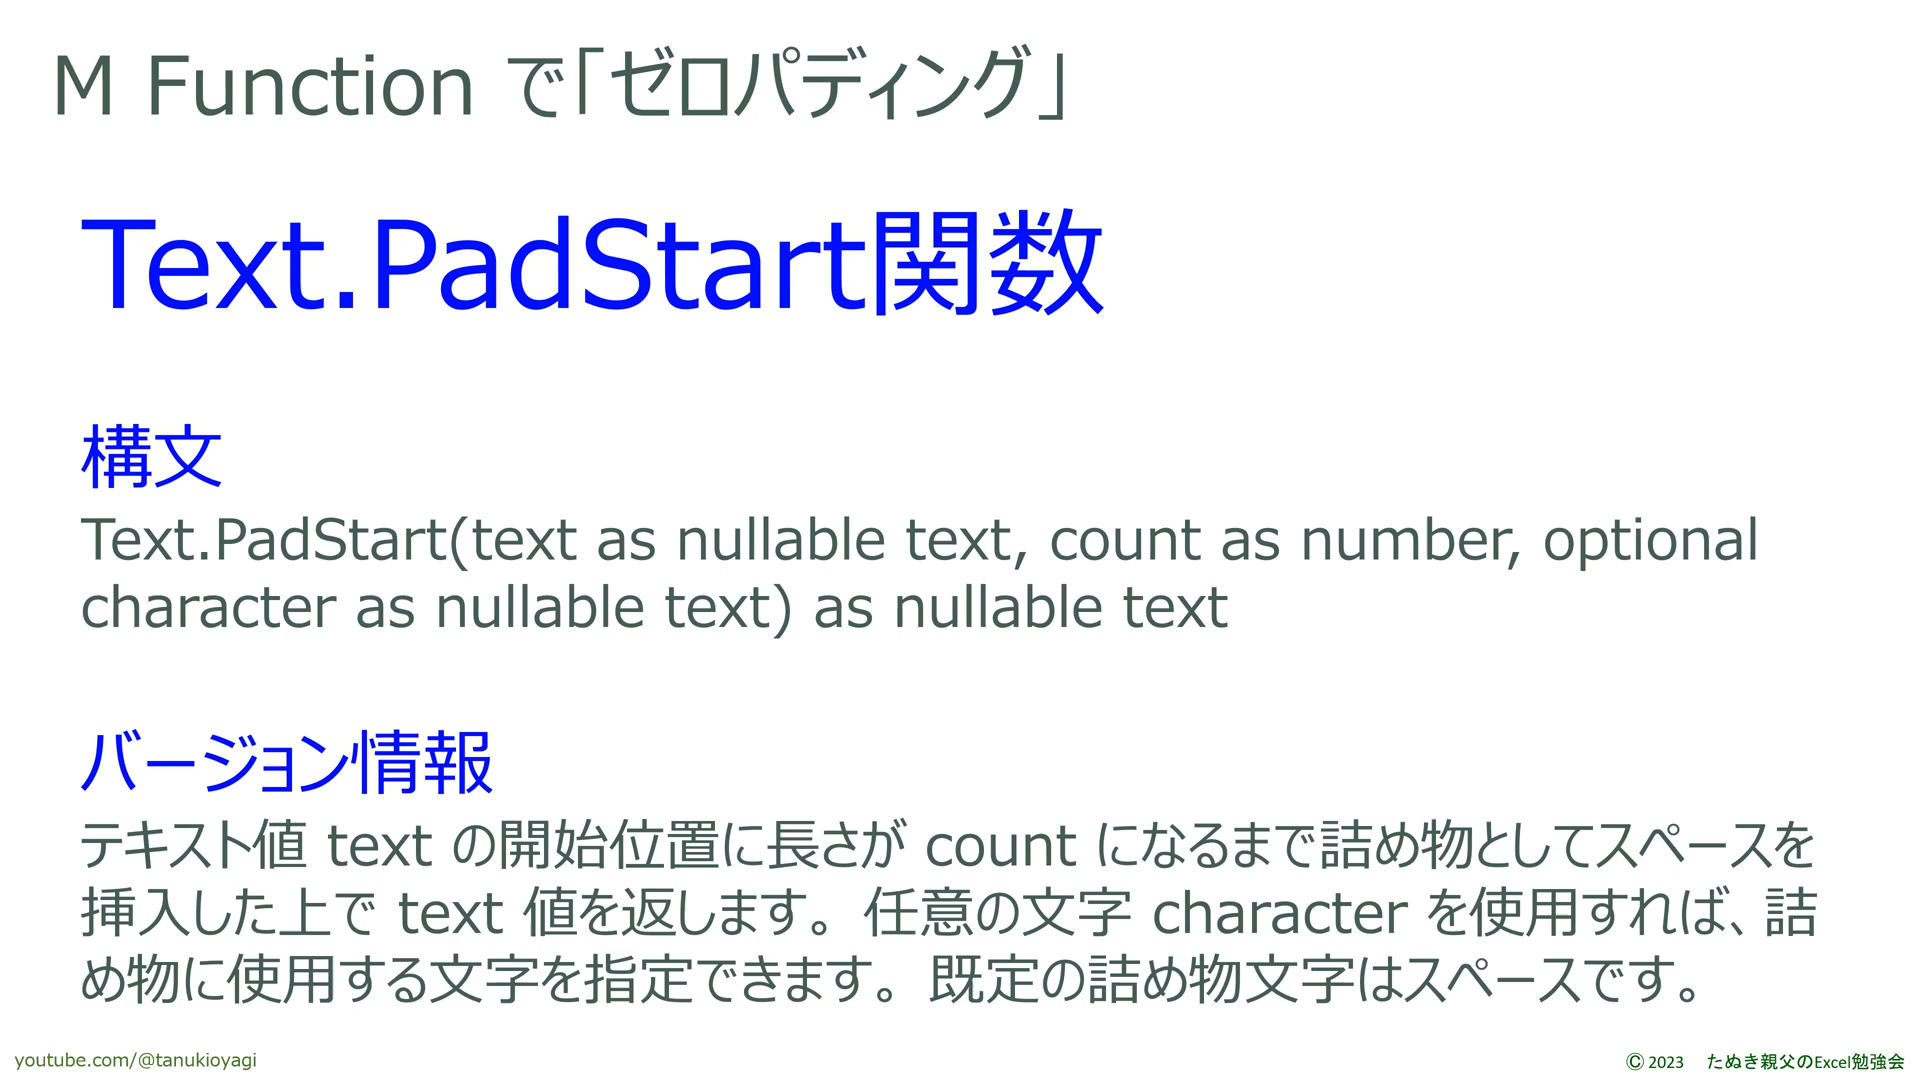 M Function で「ゼロパディング」
Text.PadStart関数
構文
Text.PadStart(text as nullable text, count as number, optional
character as nullable text) as nullable text
バージョン情報
テキスト値 text の開始位置に長さが count になるまで詰め物としてスペースを
挿入した上で text 値を返します。 任意の文字 character を使用すれば、詰
め物に使用する文字を指定できます。 既定の詰め物文字はスペースです。
youtube.com/@tanukioyagi
© 2023 たぬき親父のExcel勉強会